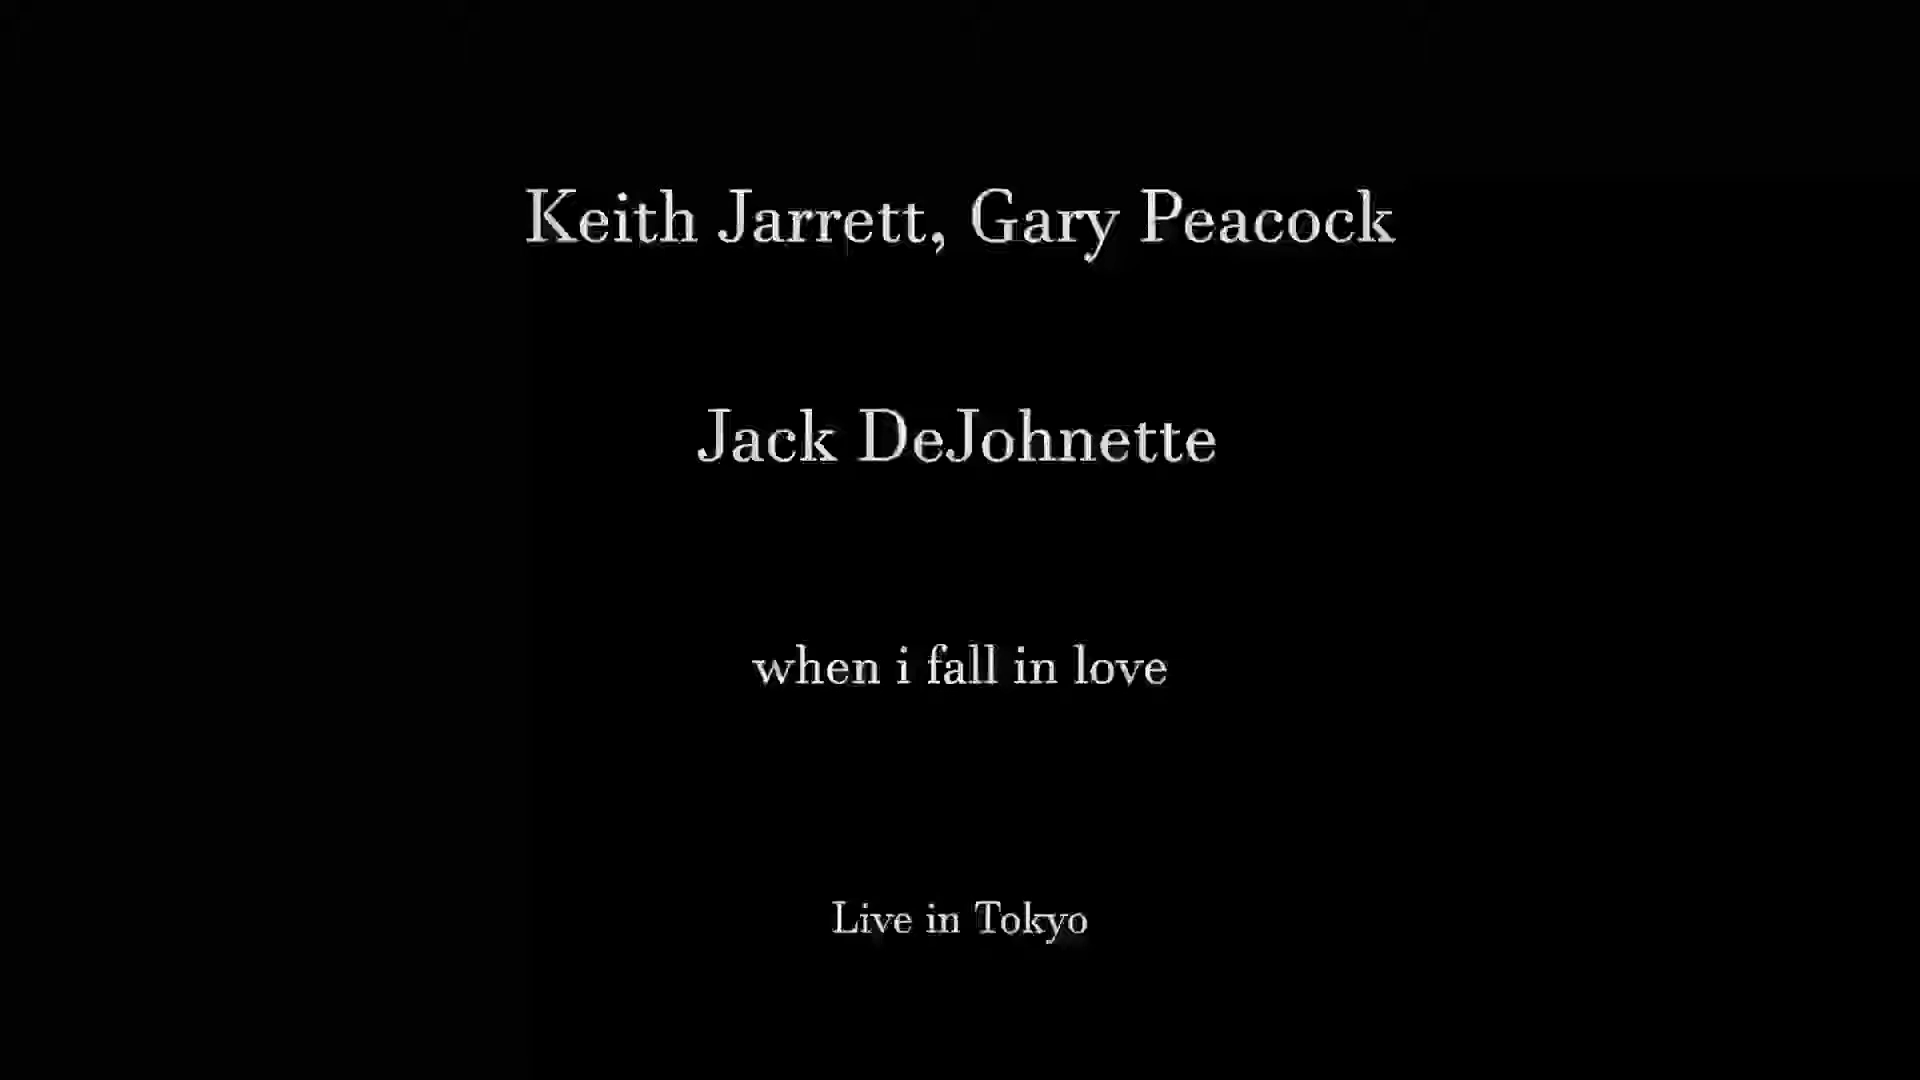 Keith Jarrett, Gary Peacock
Jack DeJohnette
when i fall in love
Live in Tokyo